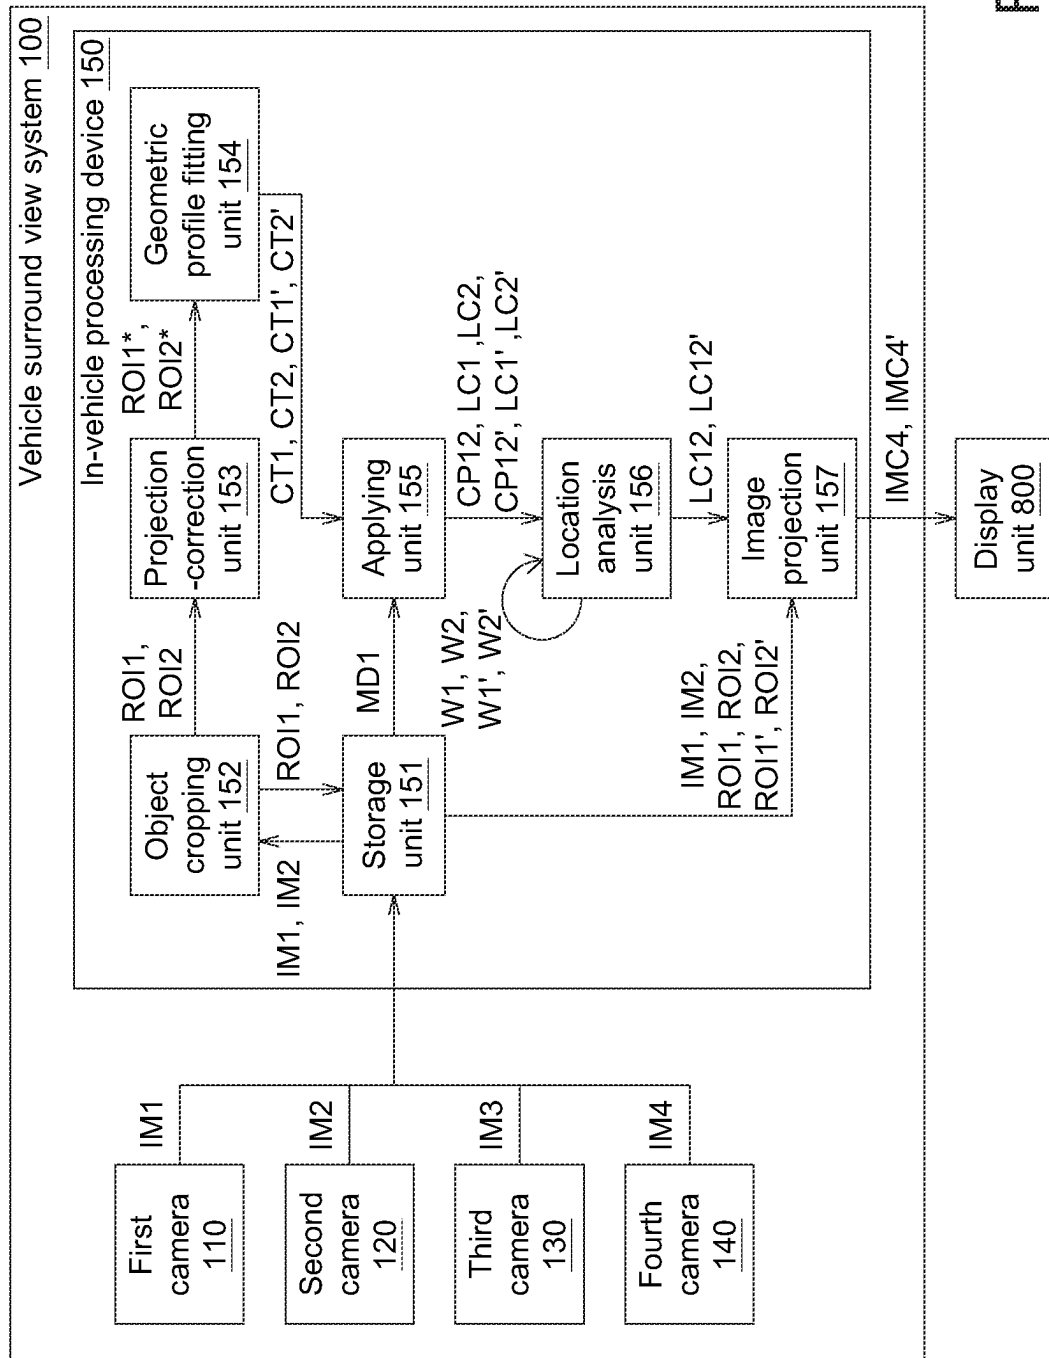 Vehicle surround view system 100
In-vehicle processing device 150
First
camera
110
IM1
Second
camera
120
IM2
Third
camera
130
IM3
Fourth
camera
140
IM4
Object
cropping
unit 152
IM1, IM2
ROI1, ROI2
Storage
unit 151
ROI1,
ROI2
Projection
-correction
unit 153
ROI1*,
ROI2*
Geometric
profile fitting
unit 154
CT1, CT2, CT1', CT2'
MD1
Applying
unit 155
CP12, LC1 ,LC2,
CP12', LC1' ,LC2'
W1, W2,
W1', W2'
Location
analysis
unit 156
LC12, LC12'
IM1, IM2,
ROI1, ROI2,
ROI1', ROI2'
Image
projection
unit 157
IMC4, IMC4'
Display
unit 800